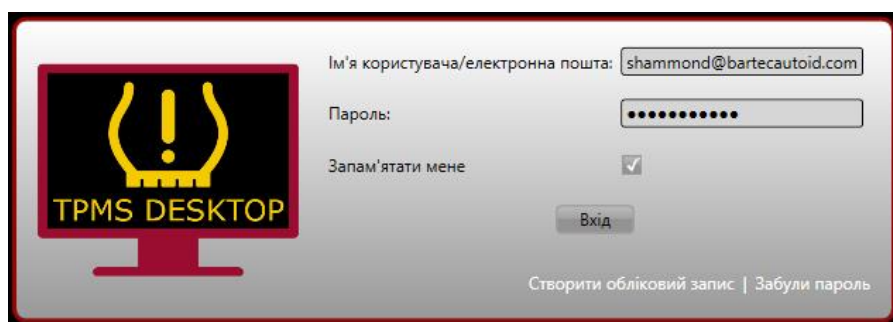 Ім'я користувача/електронна пошта: shammond@bartecautoid.com
Пароль: ●●●●●●●●●●●
Запам'ятати мене
TPMS DESKTOP
Вхід
Створити обліковий запис | Забули пароль